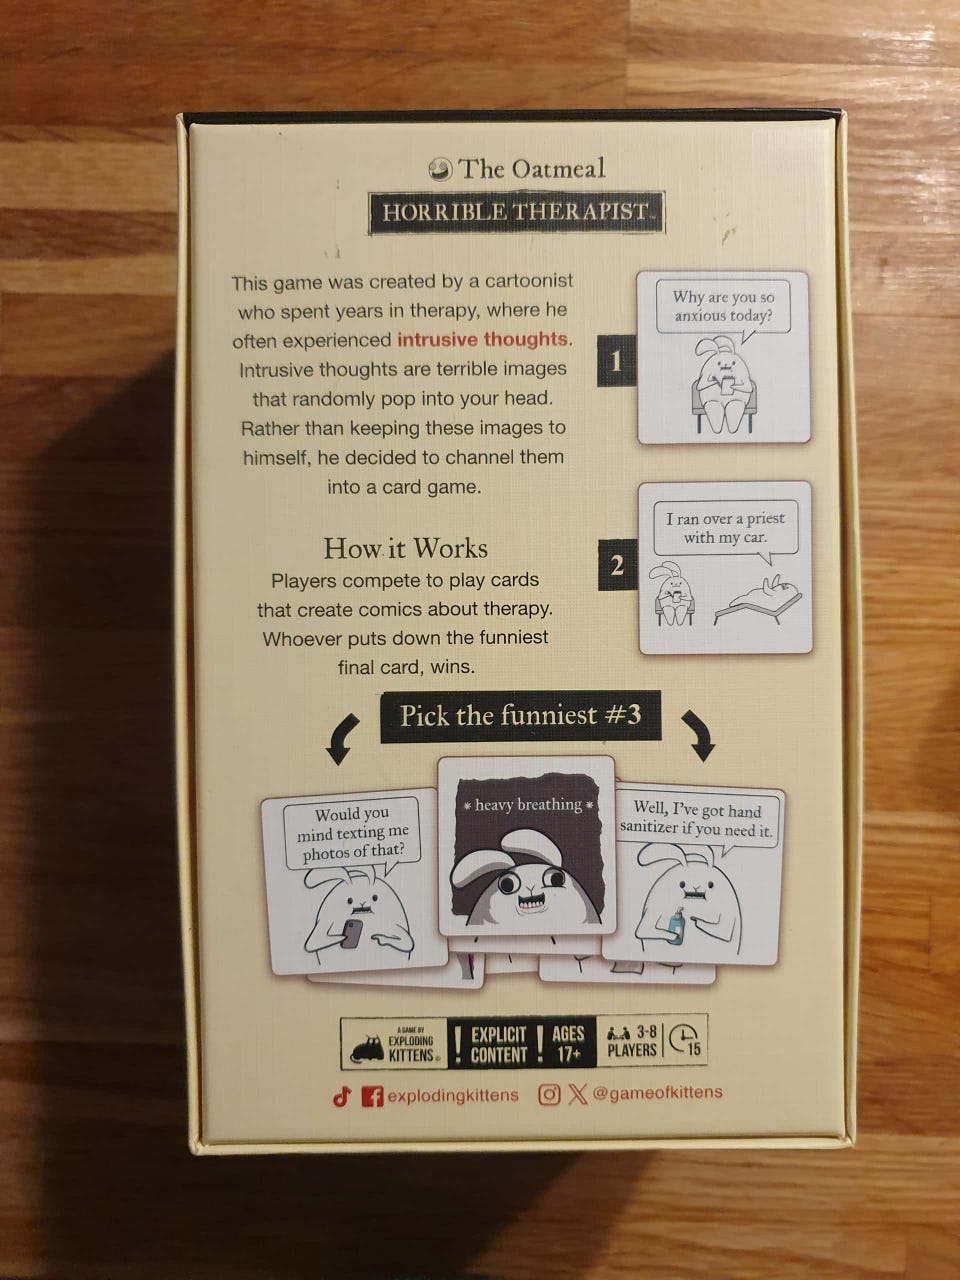 The Oatmeal
HORRIBLE THERAPIST™
This game was created by a cartoonist
who spent years in therapy, where he
often experienced intrusive thoughts.
Intrusive thoughts are terrible images
that randomly pop into your head.
Rather than keeping these images to
himself, he decided to channel them
into a card game.
How it Works
Players compete to play cards
that create comics about therapy.
Whoever puts down the funniest
final card, wins.
1
Why are you so
anxious today?
2
I ran over a priest
with my car.
Pick the funniest #3
Would you
mind texting me
photos of that?
* heavy breathing *
Well, I've got hand
sanitizer if you need it.
A GAME BY
EXPLODING
KITTENS®
! EXPLICIT
CONTENT !
AGES
17+
3-8
PLAYERS
15
explodingkittens
@gameofkittens